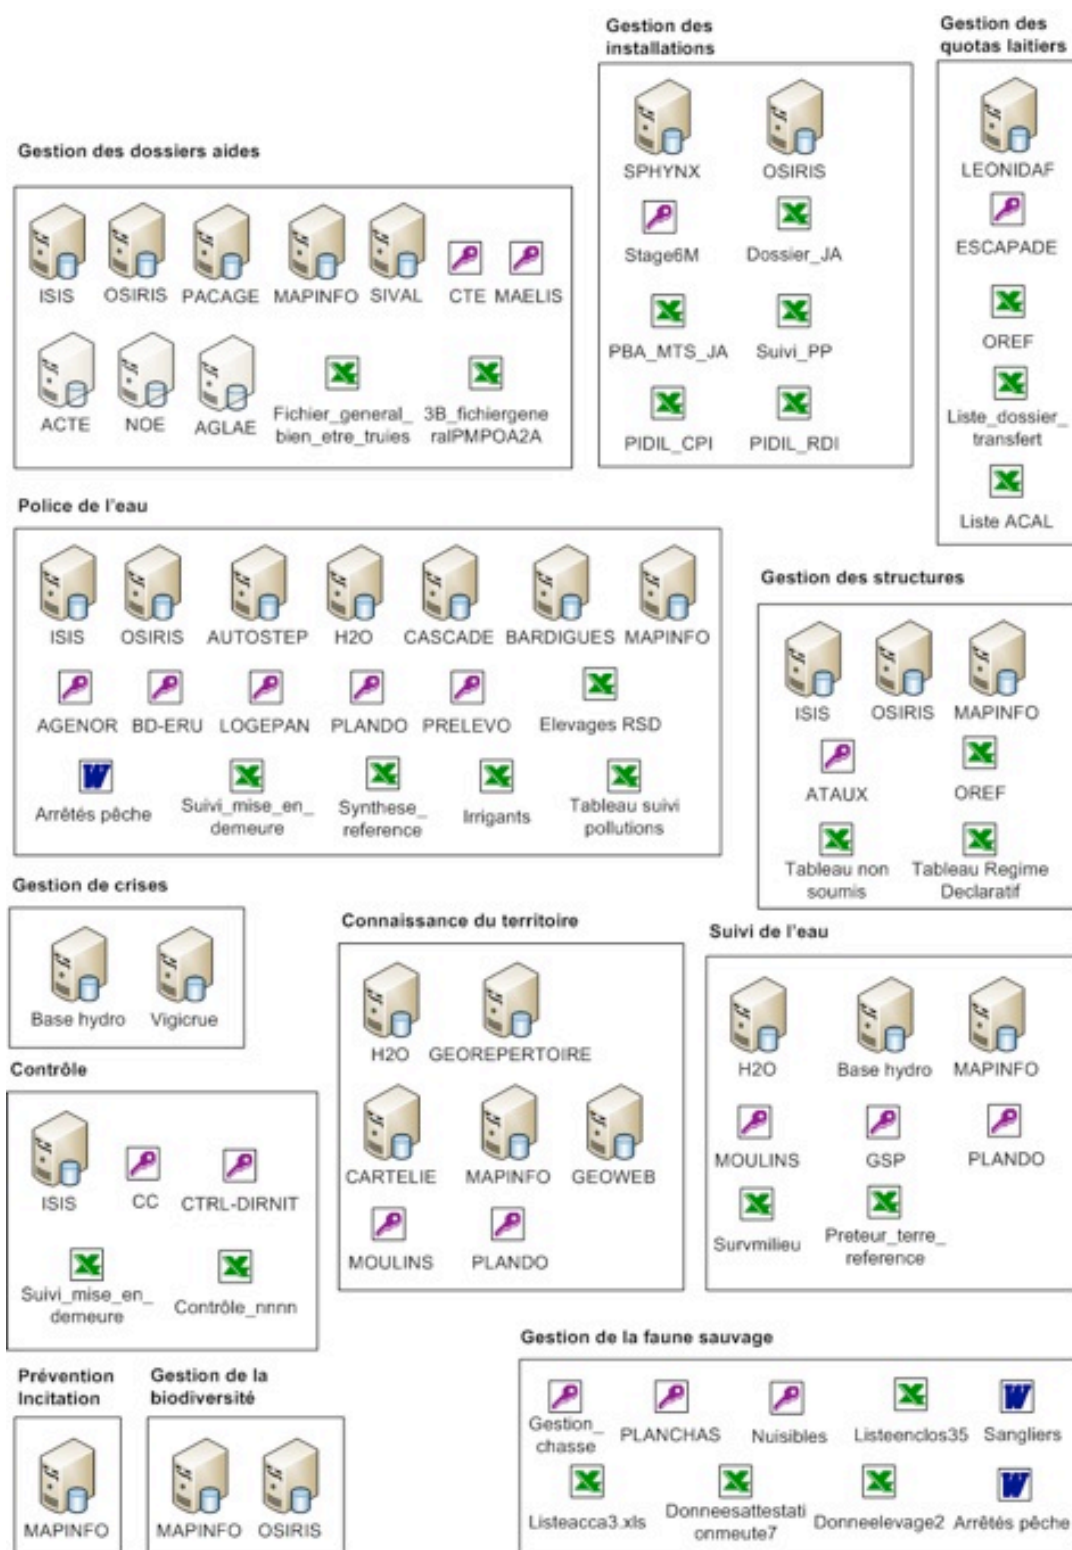 Gestion des
installations
SPHYNX
OSIRIS
Stage6M
Dossier_JA
PBA_MTS_JA
Suivi_PP
PIDIL_CPI
PIDIL_RDI
Gestion des
quotas laitiers
LEONIDAF
ESCAPADE
OREF
Liste_dossier_
transfert
Liste ACAL
Gestion des dossiers aides
ISIS
OSIRIS
PACAGE
MAPINFO
SIVAL
CTE
MAELIS
ACTE
NOE
AGLAE
Fichier_general_
bien_etre_truies
3B_fichiergene
ralPMPOA2A
Police de l'eau
ISIS
OSIRIS
AUTOSTEP
H2O
CASCADE
BARDIGUES
MAPINFO
AGENOR
BD-ERU
LOGEPAN
PLANDO
PRELEVO
Elevages RSD
Arrêtés pêche
Suivi_mise_en_
demeure
Synthese_
reference
Irrigants
Tableau suivi
pollutions
Gestion des structures
ISIS
OSIRIS
MAPINFO
ATAUX
OREF
Tableau non
soumis
Tableau Regime
Declaratif
Gestion de crises
Base hydro
Vigicrue
Connaissance du territoire
H2O
GEOREPERTOIRE
CARTELIE
MAPINFO
GEOWEB
MOULINS
PLANDO
Suivi de l'eau
H2O
Base hydro
MAPINFO
MOULINS
GSP
PLANDO
Survmilieu
Preteur_terre_
reference
Contrôle
ISIS
CC
CTRL-DIRNIT
Suivi_mise_en_
demeure
Contrôle_nnnn
Prévention
Incitation
MAPINFO
Gestion de la
biodiversité
MAPINFO
OSIRIS
Gestion de la faune sauvage
Gestion_
chasse
PLANCHAS
Nuisibles
Listeenclos35
Sangliers
Listeacca3.xls
Donneesattestati
onmeute7
Donneelevage2
Arrêtés pêche